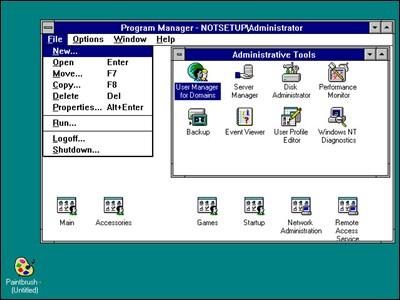 Program Manager - NOTSETUP\Administrator
File Options Window Help
New...
Open Enter
Move... F7
Copy... F8
Delete Del
Properties... Alt+Enter
Run...
Logoff...
Shutdown...
Administrative Tools
User Manager for Domains
Server Manager
Disk Administrator
Performance Monitor
Backup
Event Viewer
User Profile Editor
Windows NT Diagnostics
Main
Accessories
Games
Startup
Network Administration
Remote Access Service
Paintbrush - (Untitled)